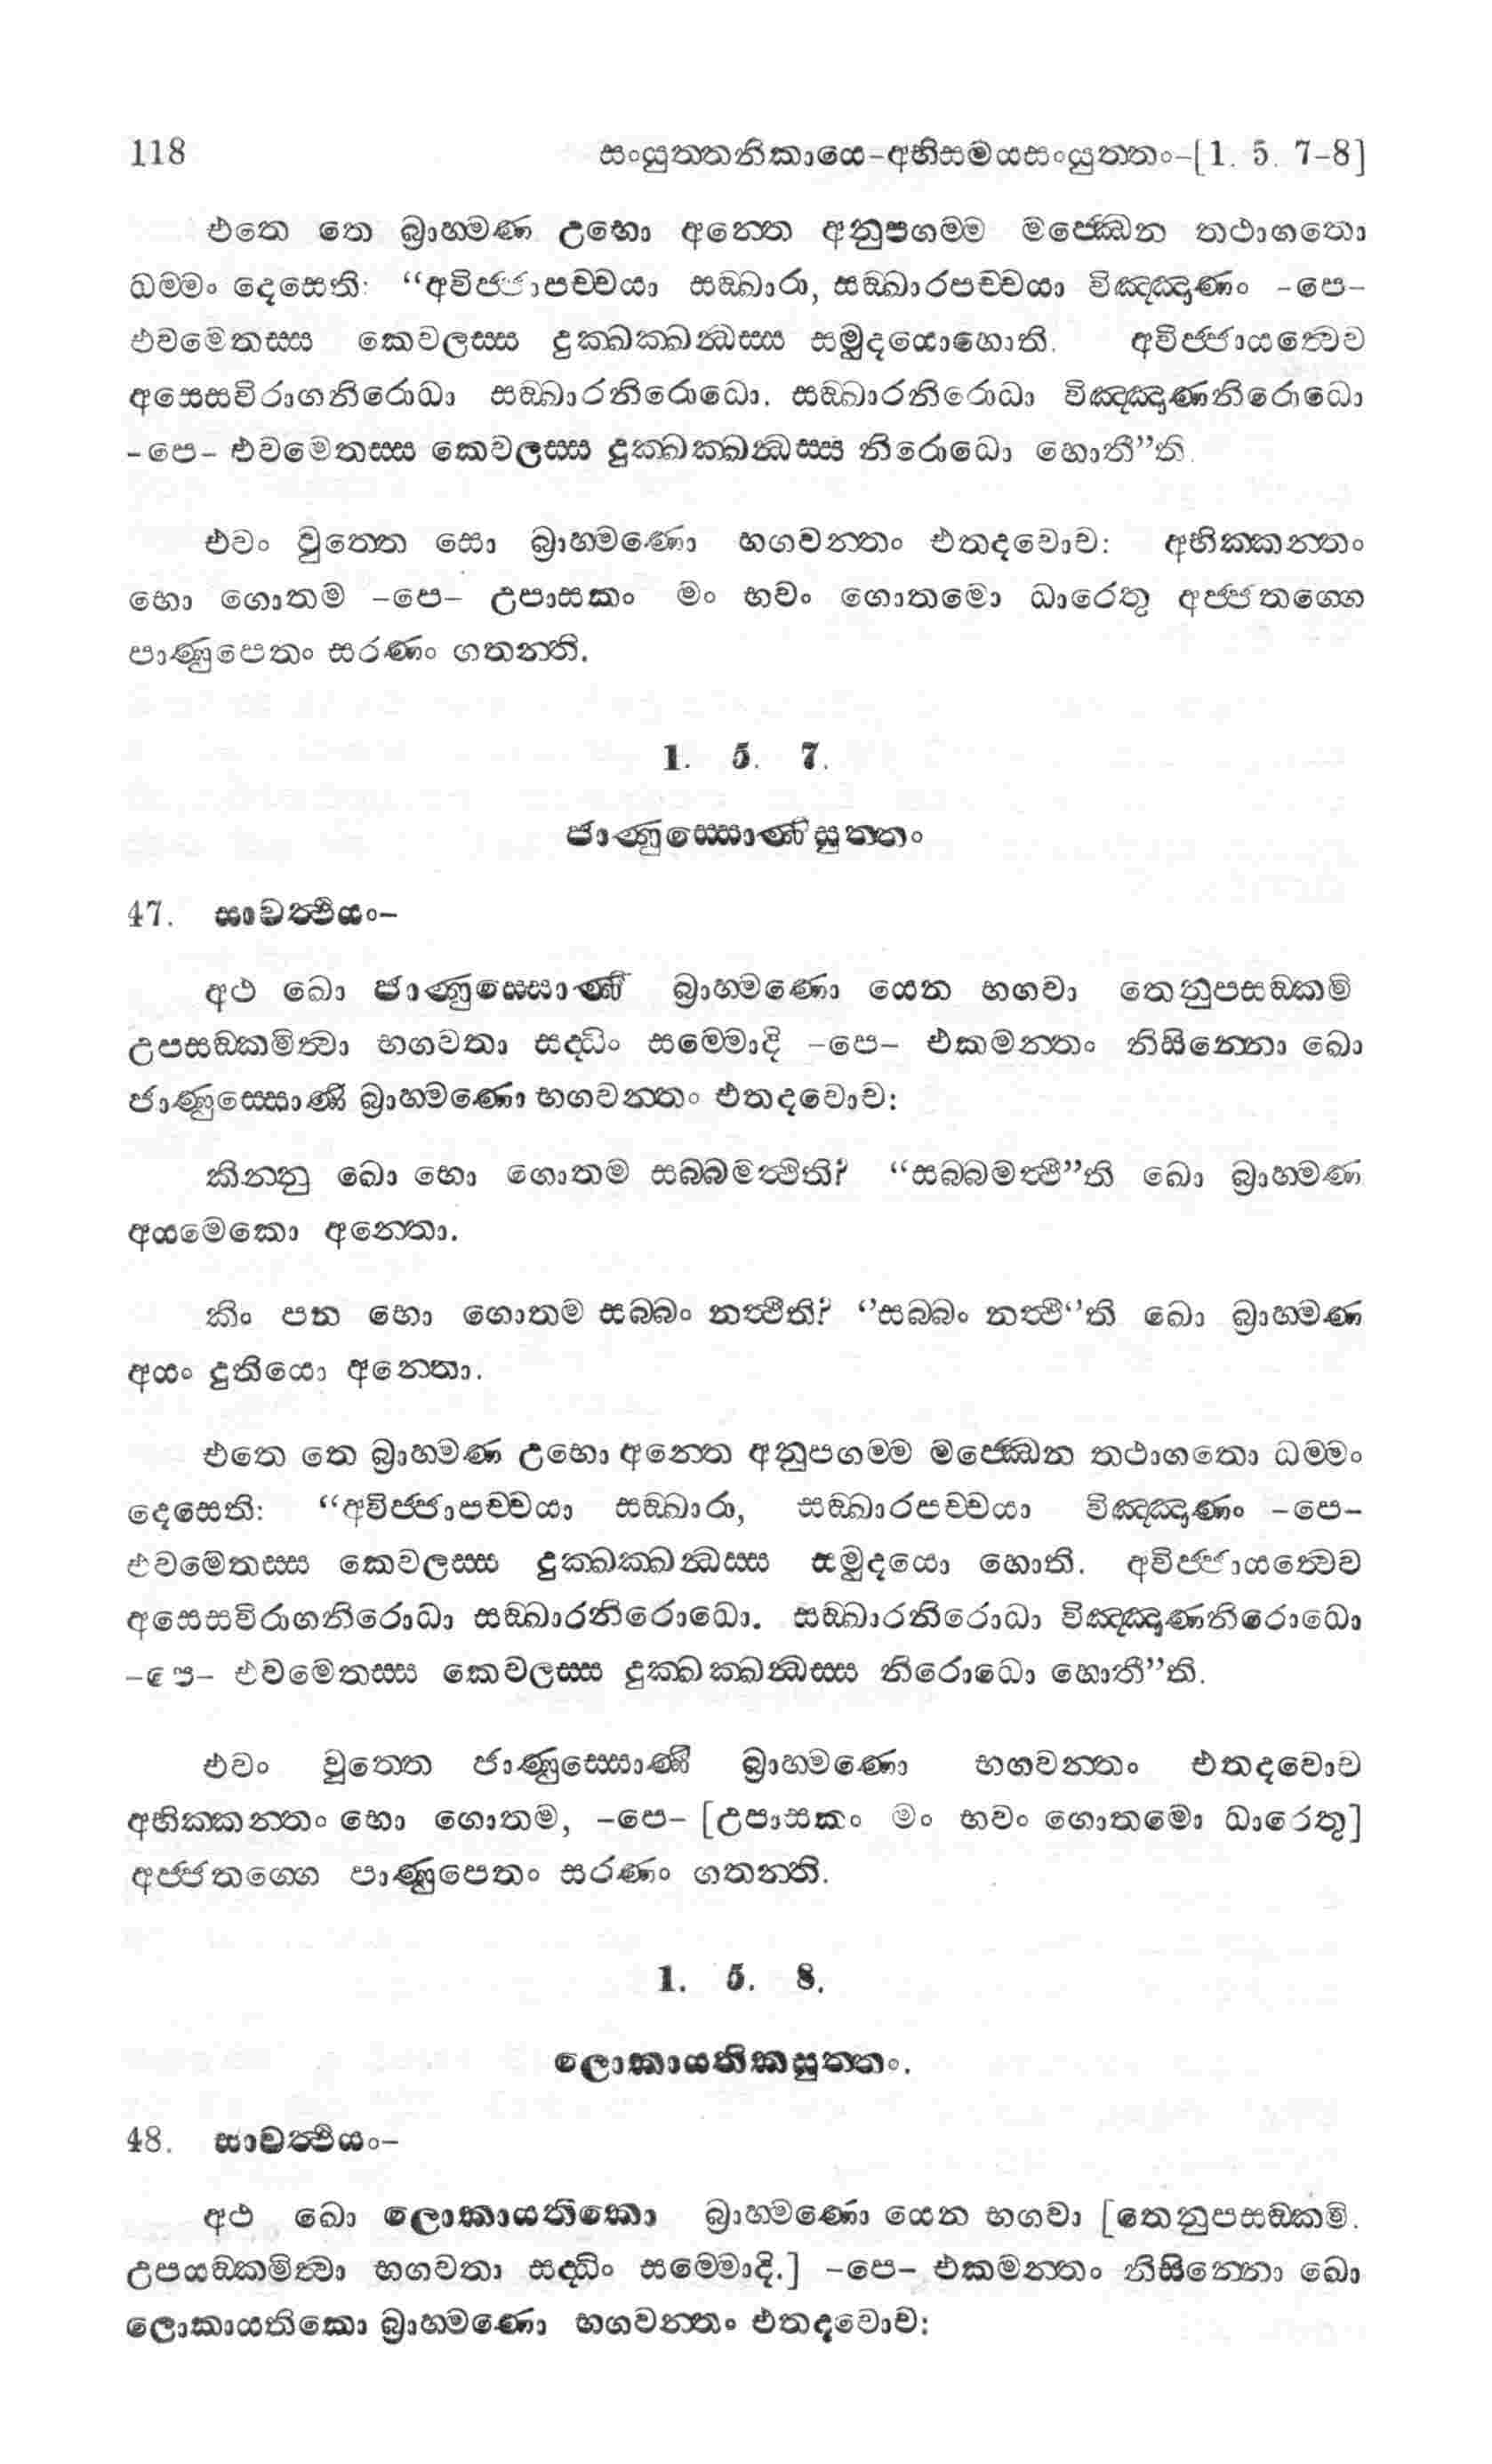 118 සංයුත්තනිකායෙ-අභිසමයසංයුත්තං-[1. 5. 7-8]
එතෙ තෙ බ්‍රාහ්මණ උභො අන්තෙ අනුපගම්ම මජ්ඣෙන තථාගතො
ධම්මං දෙසෙති: “අවිජ්ජාපච්චයා සඞ්ඛාරා, සඞ්ඛාරපච්චයා විඤ්ඤාණං -පෙ-
එවමෙතස්ස කෙවලස්ස දුක්ඛක්ඛන්ධස්ස සමුදයොහොති. අවිජ්ජායත්වෙව
අසෙසවිරාගනිරොධා සඞ්ඛාරනිරොධො. සඞ්ඛාරනිරොධා විඤ්ඤාණනිරොධො
-පෙ- එවමෙතස්ස කෙවලස්ස දුක්ඛක්ඛන්ධස්ස නිරොධො හොතී”ති.
එවං වුත්තෙ සො බ්‍රාහ්මණො භගවන්තං එතදවොච: අභික්කන්තං
භො ගොතම -පෙ- උපාසකං මං භවං ගොතමො ධාරෙතු අජ්ජතග්ගෙ
පාණුපෙතං සරණං ගතන්ති.
1. 5. 7.
ජාණුස්සොණිසුත්තං
47. සාවත්ථියං-
අථ ඛො ජාණුස්සොණි බ්‍රාහ්මණො යෙන භගවා තෙනුපසඞ්කමි
උපසඞ්කමිත්වා භගවතා සද්ධිං සම්මොදි -පෙ- එකමන්තං නිසින්නො ඛො
ජාණුස්සොණි බ්‍රාහ්මණො භගවන්තං එතදවොච:
කින්නු ඛො භො ගොතම සබ්බමත්ථිති? “සබ්බමත්ථී”ති ඛො බ්‍රාහ්මණ
අයමෙකො අන්තො.
කිං පන භො ගොතම සබ්බං නත්ථිති? “සබ්බං නත්ථී“ති ඛො බ්‍රාහ්මණ
අයං දුතියො අන්තො.
එතෙ තෙ බ්‍රාහ්මණ උභො අන්තෙ අනුපගම්ම මජ්ඣෙන තථාගතො ධම්මං
දෙසෙති: “අවිජ්ජාපච්චයා සඞ්ඛාරා, සඞ්ඛාරපච්චයා විඤ්ඤාණං -පෙ-
එවමෙතස්ස කෙවලස්ස දුක්ඛක්ඛන්ධස්ස සමුදයො හොති. අවිජ්ජායත්වෙව
අසෙසවිරාගනිරොධා සඞ්ඛාරනිරොධො. සඞ්ඛාරනිරොධා විඤ්ඤාණනිරොධො
-පෙ- එවමෙතස්ස කෙවලස්ස දුක්ඛක්ඛන්ධස්ස නිරොධො හොතී”ති.
එවං වුත්තෙ ජාණුස්සොණි බ්‍රාහ්මණො භගවන්තං එතදවොච
අභික්කන්තං භො ගොතම, -පෙ- [උපාසකං මං භවං ගොතමො ධාරෙතු]
අජ්ජතග්ගෙ පාණුපෙතං සරණං ගතන්ති.
1. 5. 8.
ලොකායතිකසුත්තං.
48. සාවත්ථියං-
අථ ඛො ලොකායතිකො බ්‍රාහ්මණො යෙන භගවා [තෙනුපසඞ්කමි.
උපයඞ්කමිත්වා භගවතා සද්ධිං සම්මොදි.] -පෙ- එකමන්තං නිසින්නො ඛො
ලොකායතිකො බ්‍රාහ්මණො භගවන්තං එතදවොච: